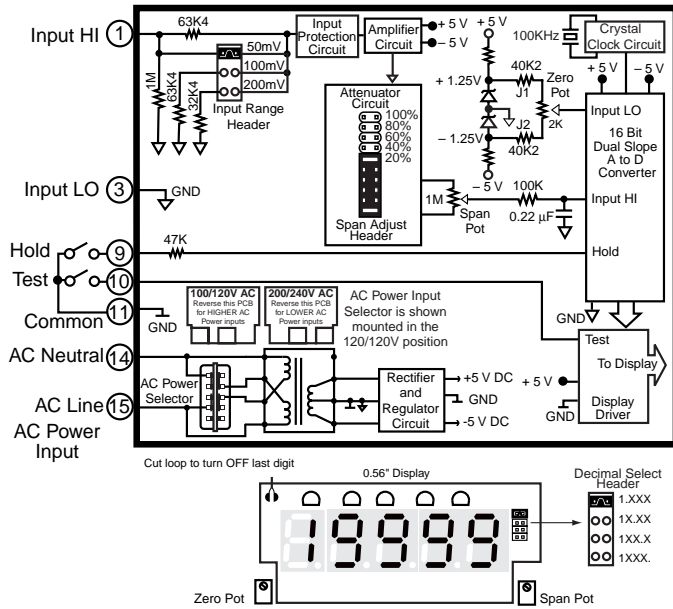 Input HI 1
63K4
1M
63K4
32K4
50mV
100mV
200mV
Input Range
Header
Input
Protection
Circuit
Amplifier
Circuit
+ 5 V
– 5 V
Attenuator
Circuit
100%
80%
60%
40%
20%
Span Adjust
Header
1M
Span
Pot
100K
0.22 µF
+ 5 V
+ 1.25V
– 1.25V
– 5 V
40K2
J1
J2
40K2
Zero
Pot
2K
100KHz
Crystal
Clock Circuit
+ 5 V
– 5 V
Input LO
16 Bit
Dual Slope
A to D
Converter
Input HI
Hold
GND
Input LO 3
GND
Hold 9
47K
Test 10
11
Common
GND
100/120V AC
Reverse this PCB
for HIGHER AC
Power inputs
200/240V AC
Reverse this PCB
for LOWER AC
Power inputs
AC Power Input
Selector is shown
mounted in the
120/120V position
AC Neutral 14
AC Line 15
AC Power
Input
AC Power
Selector
Rectifier
and
Regulator
Circuit
+5 V DC
GND
-5 V DC
Test
To Display
+ 5 V
GND
Display
Driver
Cut loop to turn OFF last digit
0.56" Display
19999
Zero Pot
Span Pot
Decimal Select
Header
1.XXX
1X.XX
1XX.X
1XXX.